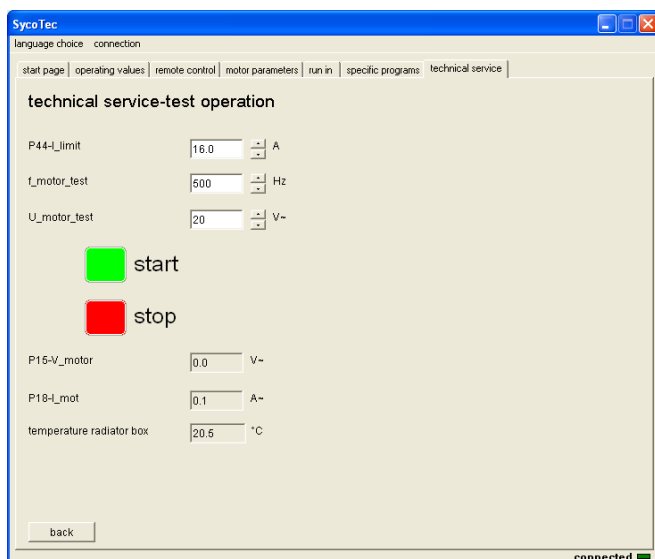 SycoTec
language choice connection
start page operating values remote control motor parameters run in specific programs technical service
technical service-test operation
P44-I_limit 16.0 A
f_motor_test 500 Hz
U_motor_test 20 V~
start
stop
P15-V_motor 0.0 V~
P18-I_mot 0.1 A~
temperature radiator box 20.5 °C
back
connected